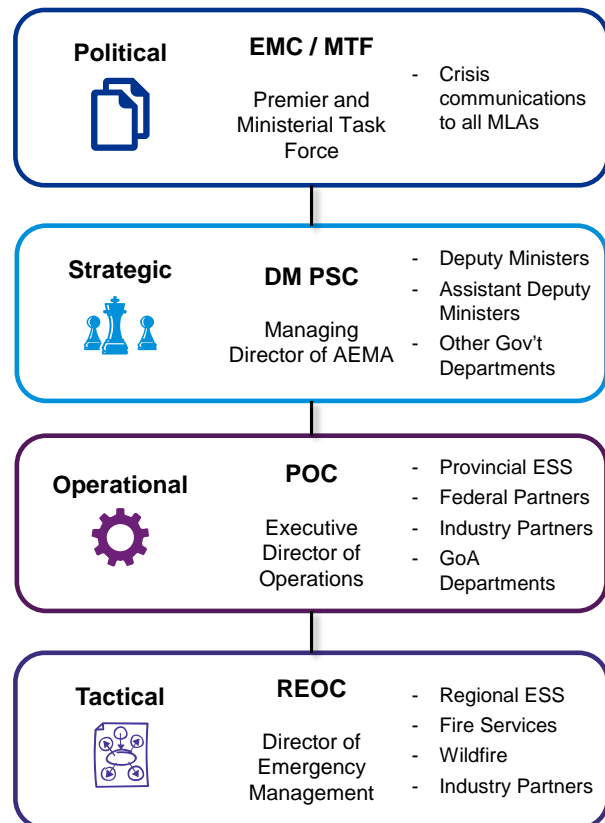 Political
EMC / MTF
Premier and
Ministerial Task
Force
- Crisis
communications
to all MLAs
Strategic
DM PSC
Managing
Director of AEMA
- Deputy Ministers
- Assistant Deputy
Ministers
- Other Gov't
Departments
Operational
POC
Executive
Director of
Operations
- Provincial ESS
- Federal Partners
- Industry Partners
- GoA
Departments
Tactical
REOC
Director of
Emergency
Management
- Regional ESS
- Fire Services
- Wildfire
- Industry Partners